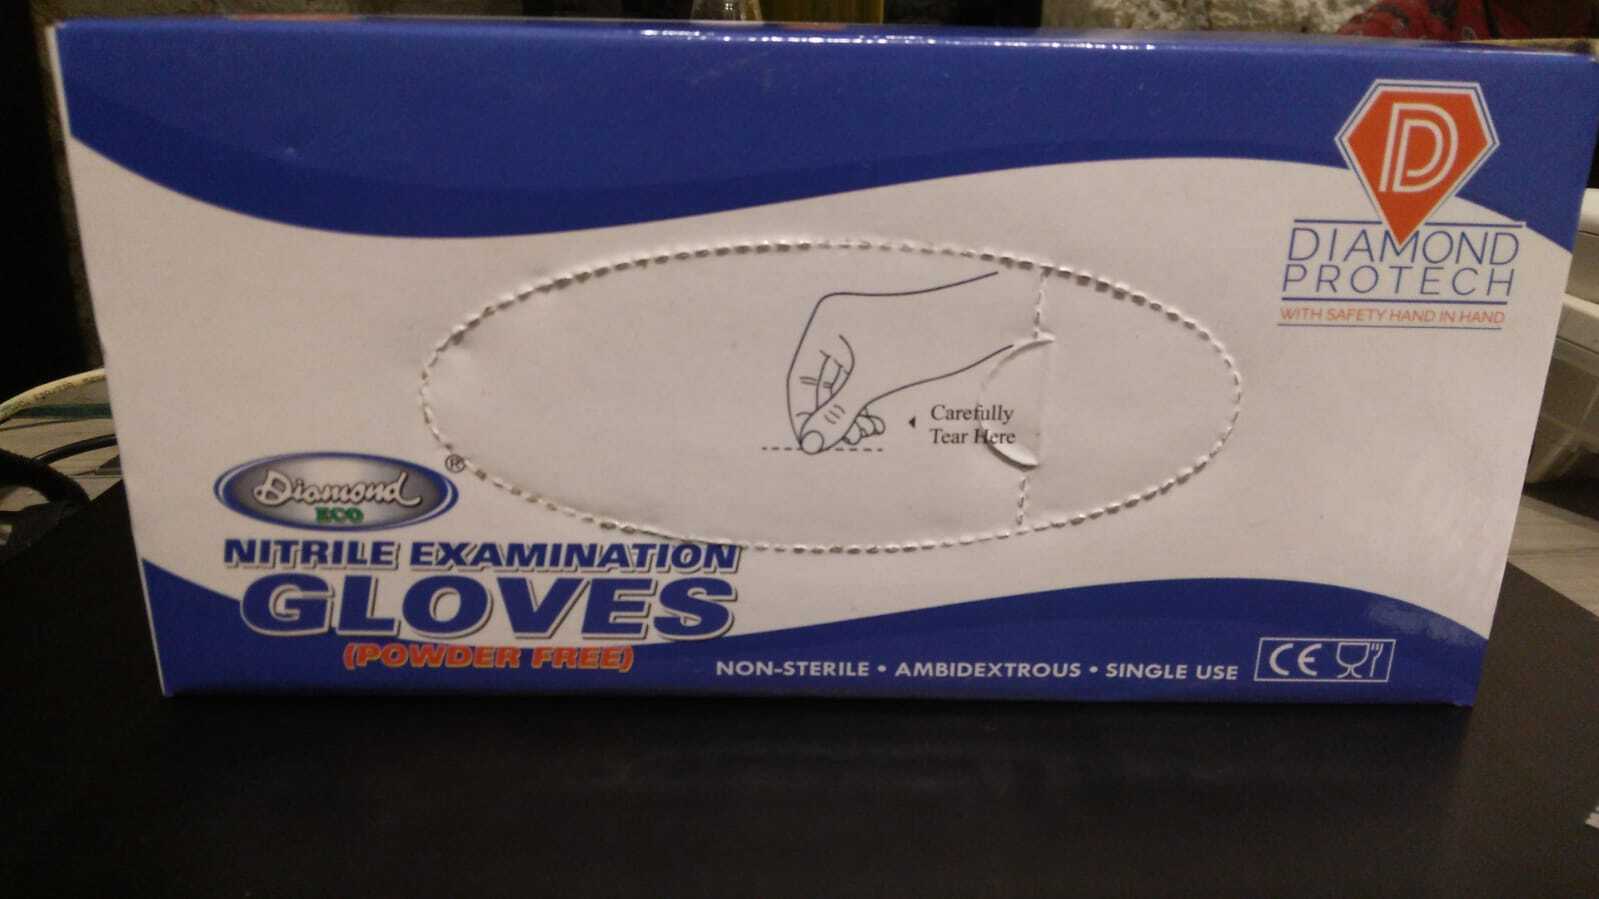 D
DIAMOND
PROTECH
WITH SAFETY HAND IN HAND
Carefully
Tear Here
Diamond ®
ECO
NITRILE EXAMINATION
GLOVES
(POWDER FREE)
NON-STERILE • AMBIDEXTROUS • SINGLE USE CE